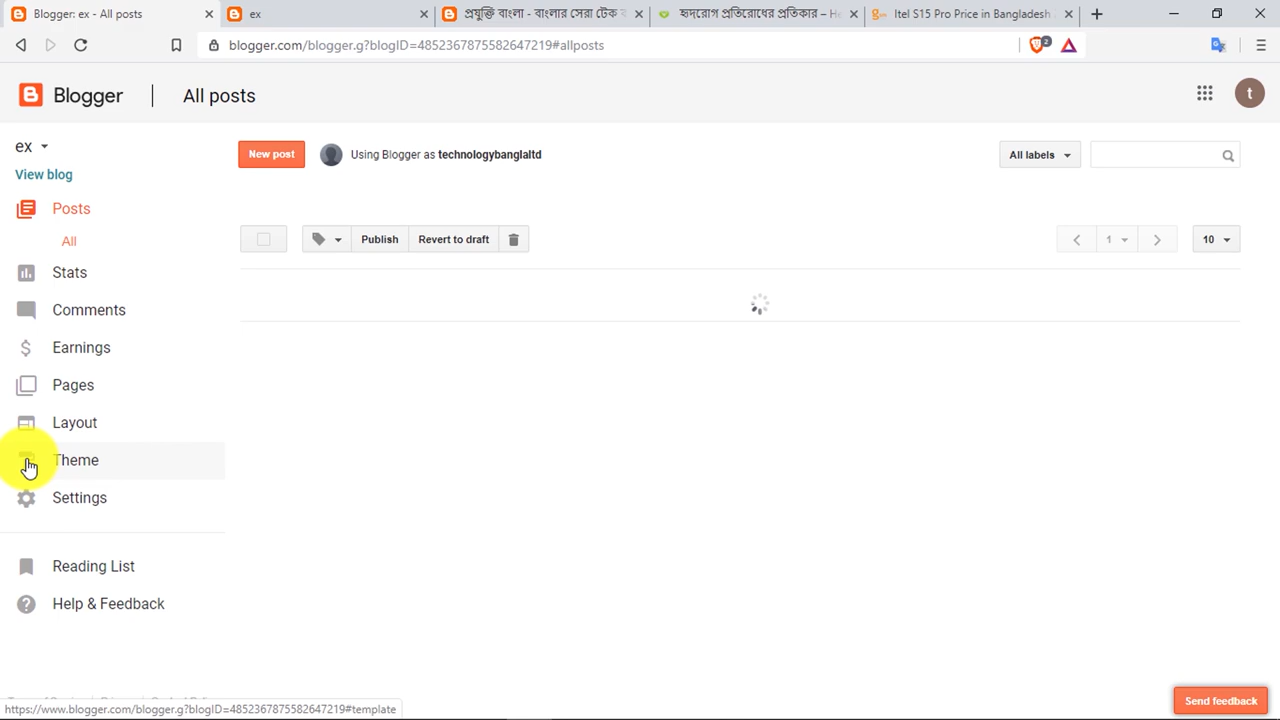 Blogger: ex - All posts
ex
প্রযুক্তি বাংলা - বাংলার সেরা টেক ব
হৃদরোগ প্রতিরোধের প্রতিকার – He
Itel S15 Pro Price in Bangladesh
blogger.com/blogger.g?blogID=4852367875582647219#allposts
2
Blogger
All posts
t
ex
New post
Using Blogger as technologybanglaltd
All labels
View blog
Posts
All
Publish
Revert to draft
1
10
Stats
Comments
Earnings
Pages
Layout
Theme
Settings
Reading List
Help & Feedback
Send feedback
https://www.blogger.com/blogger.g?blogID=4852367875582647219#template